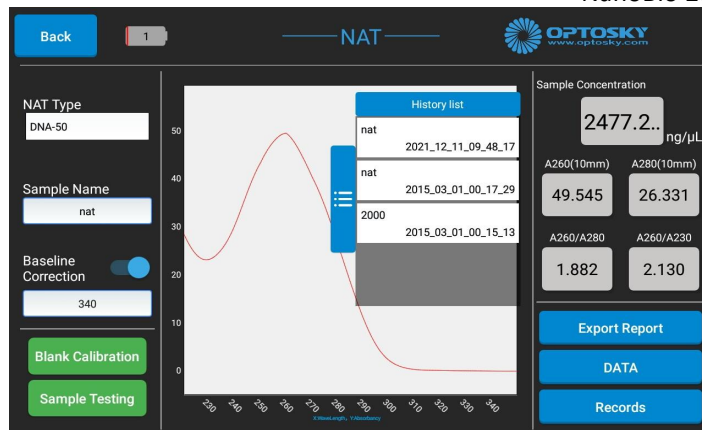 Back
1
NAT
OPTOSKY
www.optosky.com
NAT Type
DNA-50
Sample Name
nat
Baseline
Correction
340
Blank Calibration
Sample Testing
50
40
30
20
10
0
230 240 250 260 270 280 290 300 310 320 330 340
X:WaveLength, Y:Absorbancy
History list
nat
2021_12_11_09_48_17
nat
2015_03_01_00_17_29
2000
2015_03_01_00_15_13
Sample Concentration
2477.2..
ng/μL
A260(10mm) A280(10mm)
49.545 26.331
A260/A280 A260/A230
1.882 2.130
Export Report
DATA
Records